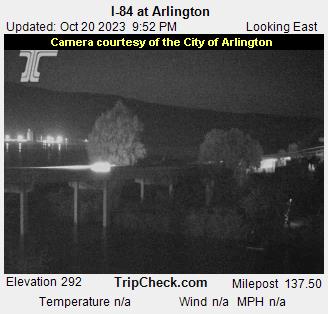 I-84 at Arlington
Updated: Oct 20 2023 9:52 PM Looking East
Camera courtesy of the City of Arlington
Elevation 292 TripCheck.com Milepost 137.50
Temperature n/a Wind n/a MPH n/a